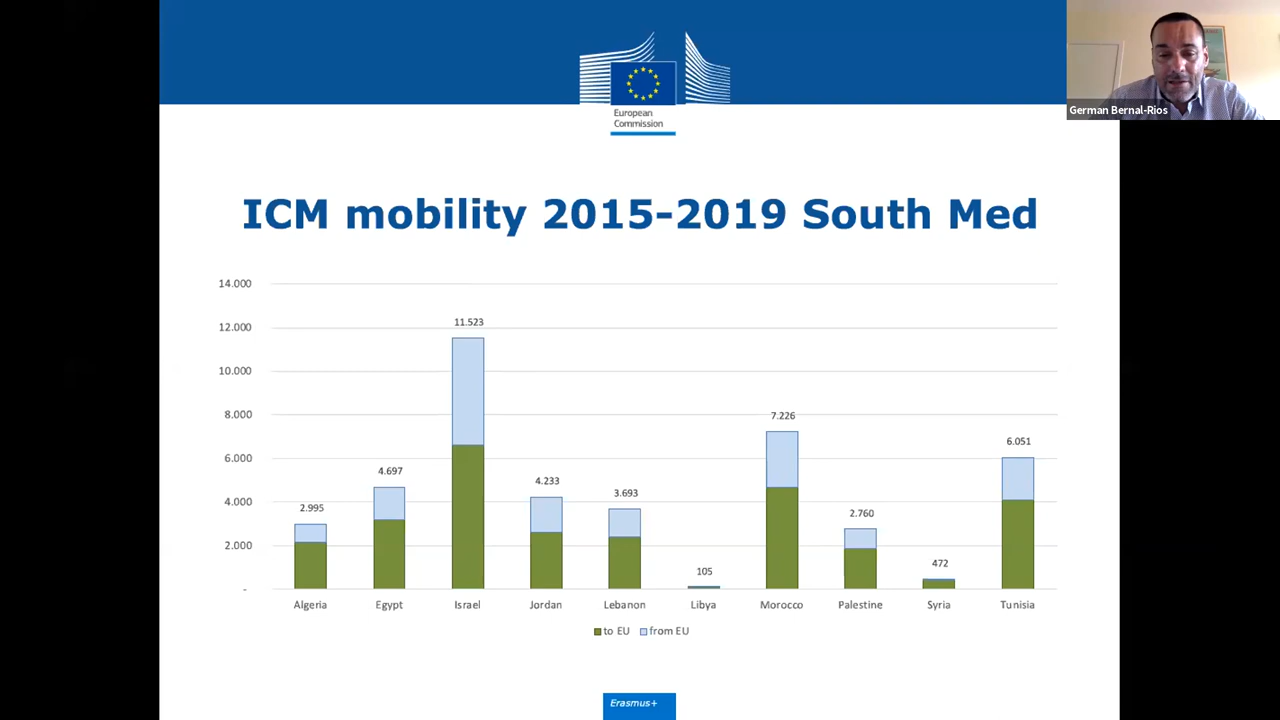 European
Commission
German Bernal-Rios
ICM mobility 2015-2019 South Med
14.000
12.000
10.000
8.000
6.000
4.000
2.000
-
2.995
4.697
11.523
4.233
3.693
105
7.226
2.760
472
6.051
Algeria Egypt Israel Jordan Lebanon Libya Morocco Palestine Syria Tunisia
to EU from EU
Erasmus+